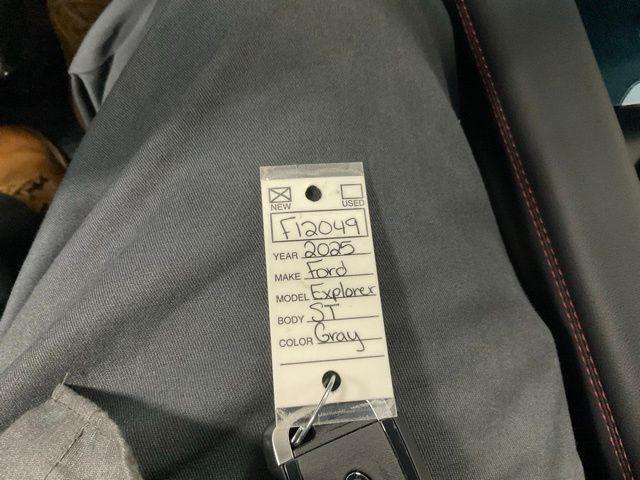 NEW USED
F12049
YEAR 2025
MAKE Ford
MODEL Explorer
BODY ST
COLOR Gray